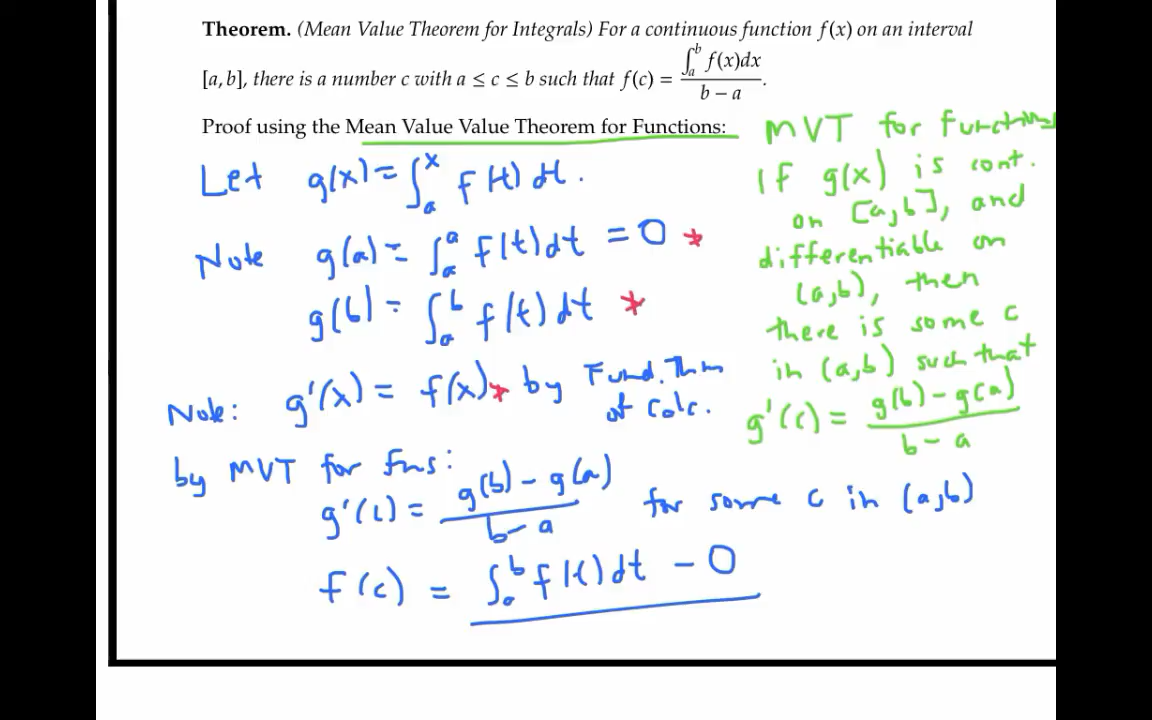 Theorem. (Mean Value Theorem for Integrals) For a continuous function f(x) on an interval
[a, b], there is a number c with a ≤ c ≤ b such that f(c) = \frac{∫_a^b f(x)dx}{b − a}.
Proof using the Mean Value Value Theorem for Functions:
Let g(x) = ∫_a^x f(t) dt.
Note g(a) = ∫_a^a f(t) dt = 0 *
g(b) = ∫_a^b f(t) dt *
Note: g'(x) = f(x) * by Fund. Thm
of Calc.
by MVT for fns:
g'(c) = \frac{g(b) − g(a)}{b − a} for some c in (a,b)
f(c) = ∫_a^b f(t) dt − 0
MVT for Functions
If g(x) is cont.
on [a,b], and
differentiable on
(a,b), then
there is some c
in (a,b) such that
g'(c) = \frac{g(b) − g(a)}{b − a}